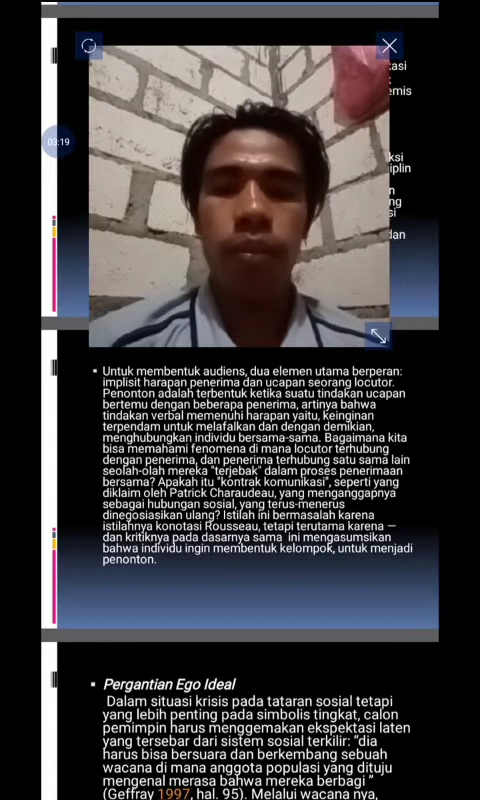 kasi
emis
03:19
ksi
iplin
n
ng
si
dan
▪ Untuk membentuk audiens, dua elemen utama berperan:
implisit harapan penerima dan ucapan seorang locutor.
Penonton adalah terbentuk ketika suatu tindakan ucapan
bertemu dengan beberapa penerima, artinya bahwa
tindakan verbal memenuhi harapan yaitu, keinginan
terpendam untuk melafalkan dan dengan demikian,
menghubungkan individu bersama-sama. Bagaimana kita
bisa memahami fenomena di mana locutor terhubung
dengan penerima, dan penerima terhubung satu sama lain
seolah-olah mereka "terjebak" dalam proses penerimaan
bersama? Apakah itu "kontrak komunikasi", seperti yang
diklaim oleh Patrick Charaudeau, yang menganggapnya
sebagai hubungan sosial, yang terus-menerus
dinegosiasikan ulang? Istilah ini bermasalah karena
istilahnya konotasi Rousseau, tetapi terutama karena —
dan kritiknya pada dasarnya sama ini mengasumsikan
bahwa individu ingin membentuk kelompok, untuk menjadi
penonton.
▪ Pergantian Ego Ideal
Dalam situasi krisis pada tataran sosial tetapi
yang lebih penting pada simbolis tingkat, calon
pemimpin harus menggemakan ekspektasi laten
yang tersebar dari sistem sosial terkilir: “dia
harus bisa bersuara dan berkembang sebuah
wacana di mana anggota populasi yang dituju
mengenal merasa bahwa mereka berbagi ”
(Geffray 1997, hal. 95). Melalui wacana nya,